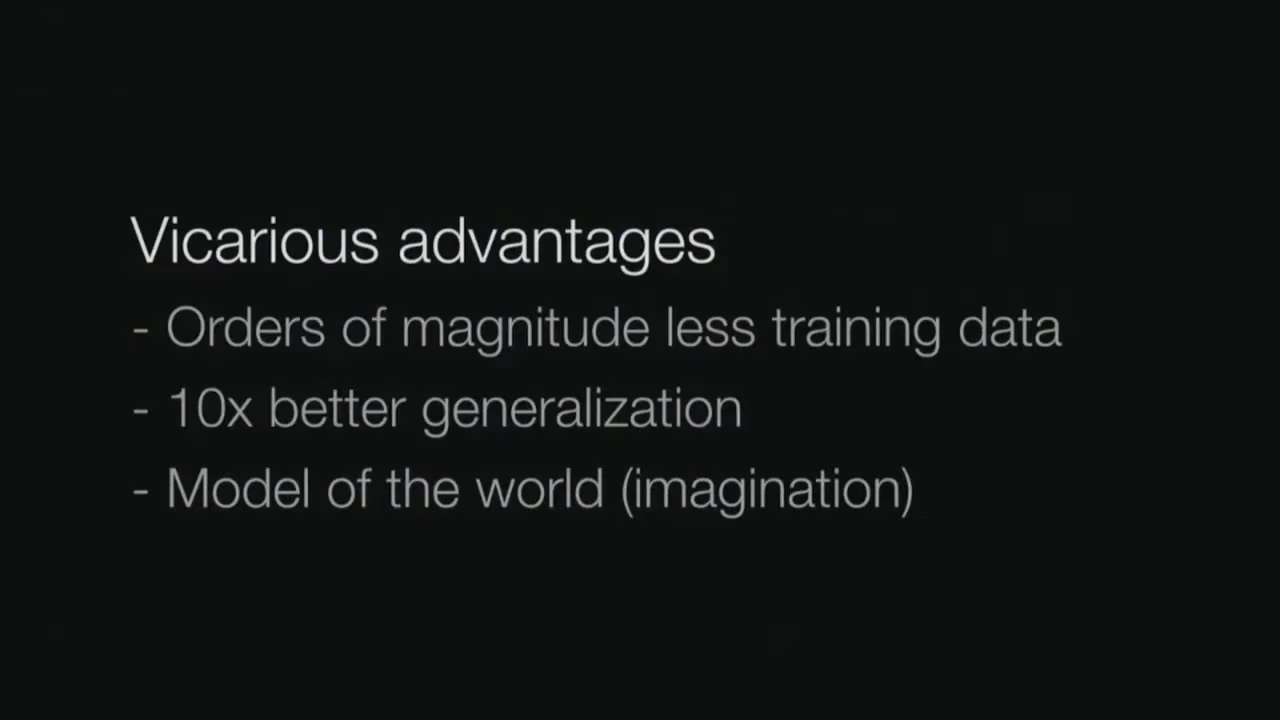 Vicarious advantages
- Orders of magnitude less training data
- 10x better generalization
- Model of the world (imagination)